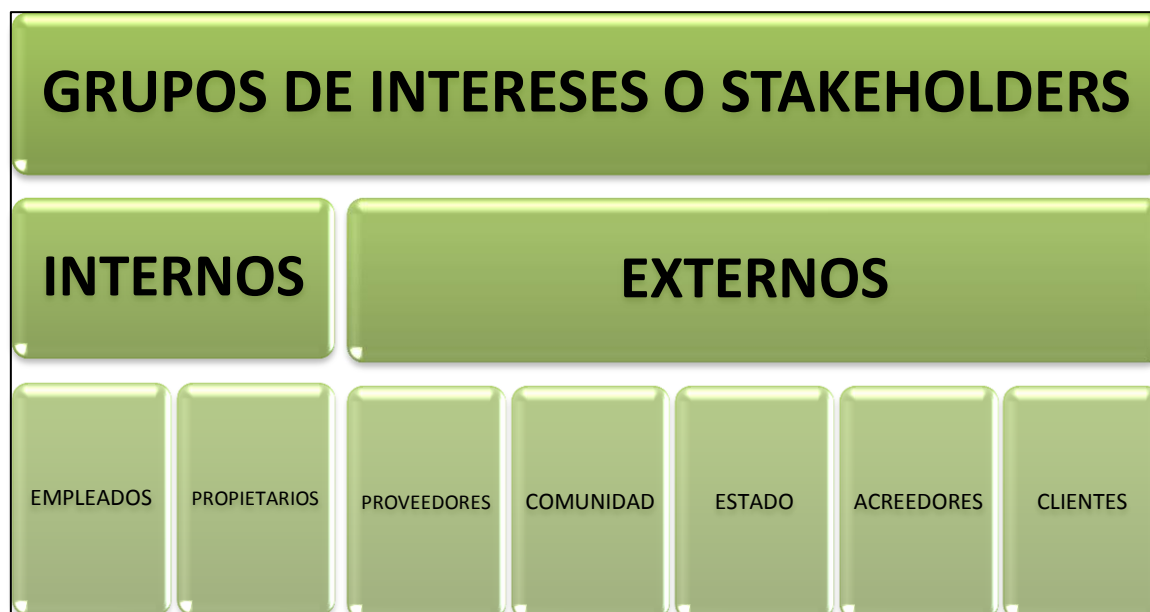 GRUPOS DE INTERESES O STAKEHOLDERS
INTERNOS
EXTERNOS
EMPLEADOS
PROPIETARIOS
PROVEEDORES
COMUNIDAD
ESTADO
ACREEDORES
CLIENTES